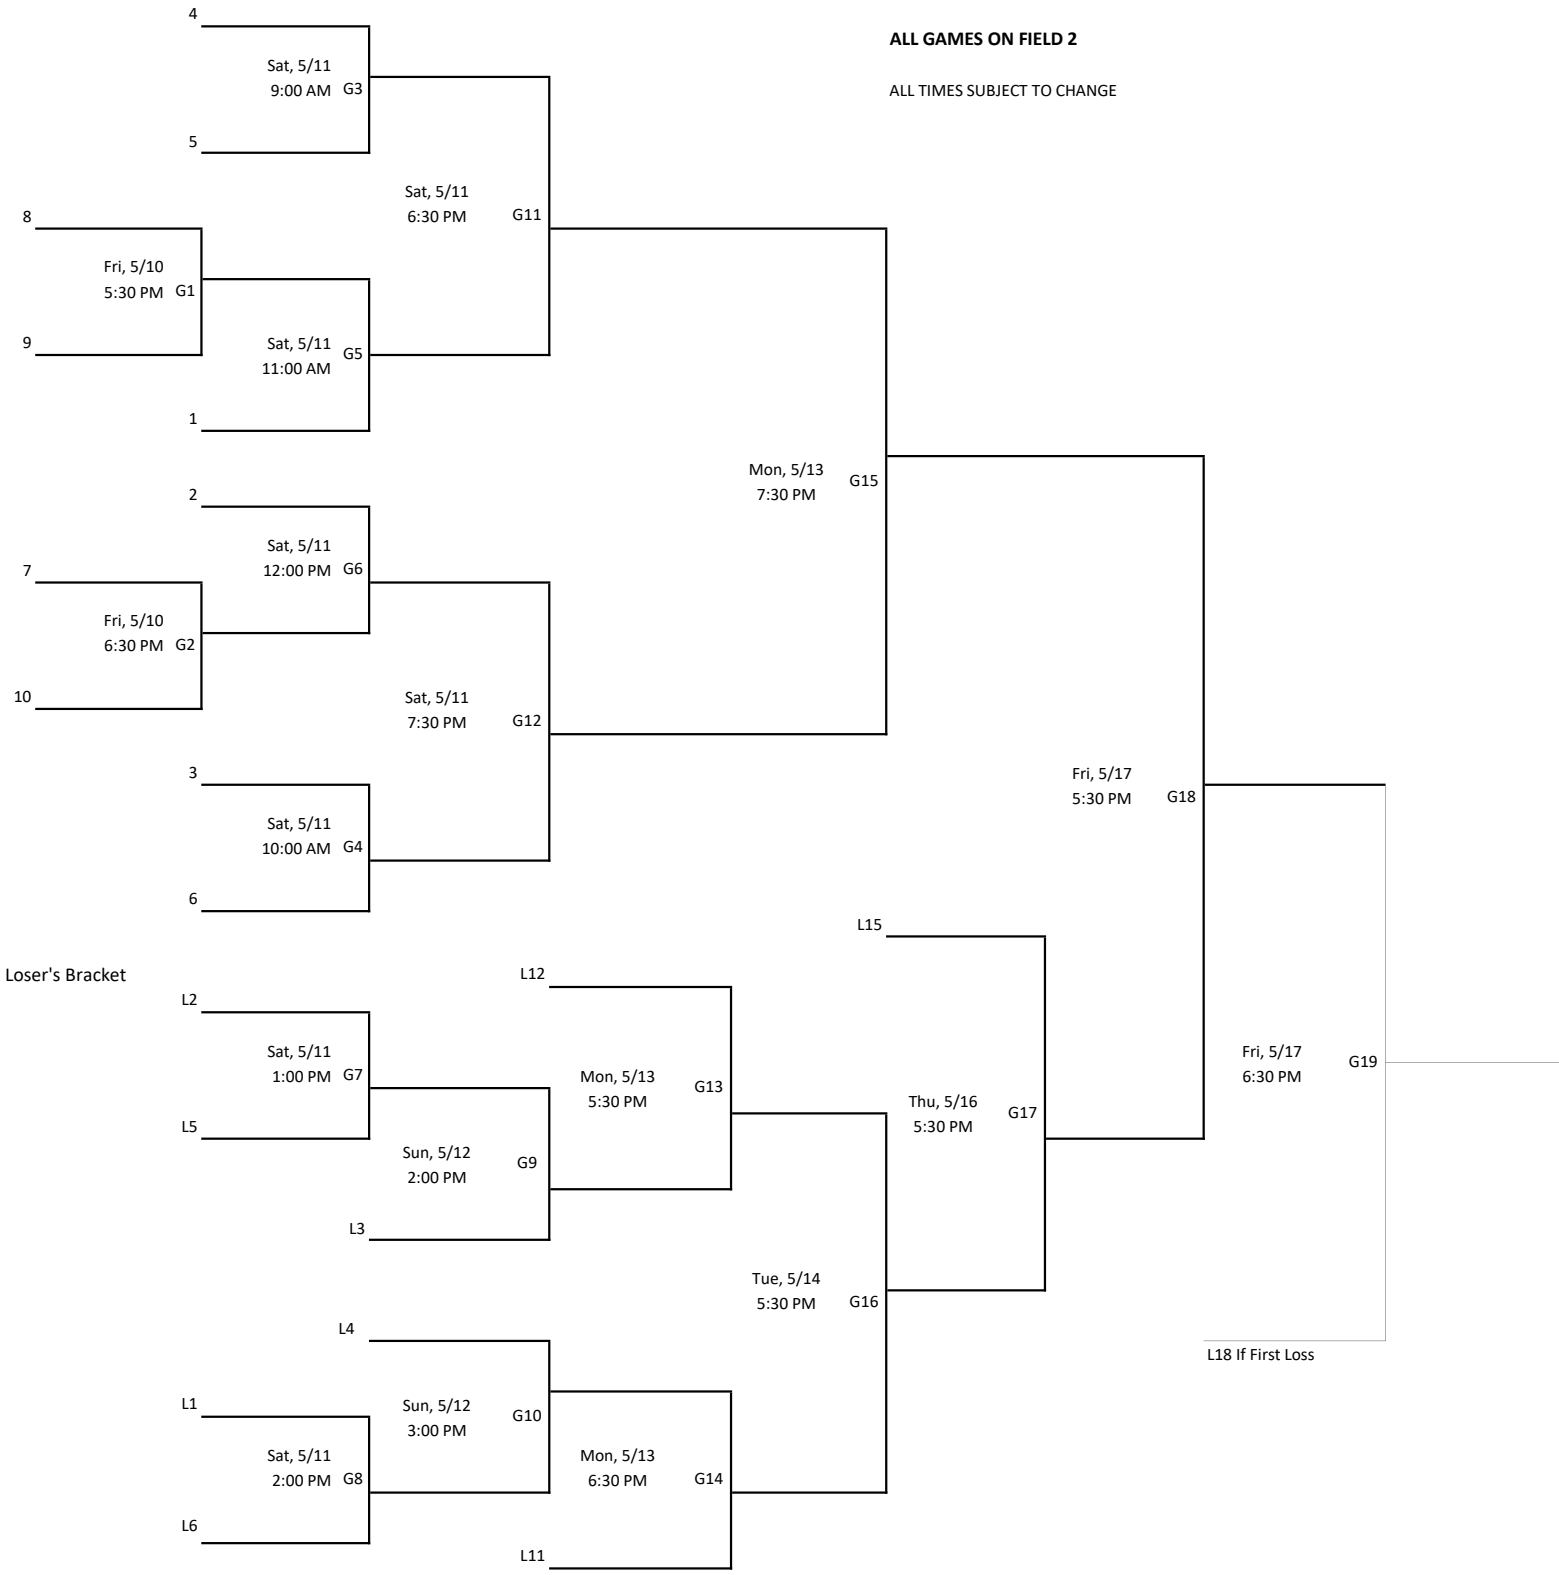 4
ALL GAMES ON FIELD 2
Sat, 5/11
9:00 AM G3
ALL TIMES SUBJECT TO CHANGE
5
Sat, 5/11
6:30 PM G11
8
Fri, 5/10
5:30 PM G1
9
Sat, 5/11
11:00 AM G5
1
Mon, 5/13
7:30 PM G15
2
Sat, 5/11
12:00 PM G6
7
Fri, 5/10
6:30 PM G2
10
Sat, 5/11
7:30 PM G12
3
Fri, 5/17
5:30 PM G18
Sat, 5/11
10:00 AM G4
6
L15
Loser's Bracket
L12
L2
Sat, 5/11
1:00 PM G7
Mon, 5/13
5:30 PM G13
Fri, 5/17
6:30 PM G19
Thu, 5/16
5:30 PM G17
L5
Sun, 5/12
2:00 PM G9
L3
Tue, 5/14
5:30 PM G16
L4
L18 If First Loss
L1
Sun, 5/12
3:00 PM G10
Sat, 5/11
2:00 PM G8
Mon, 5/13
6:30 PM G14
L6
L11